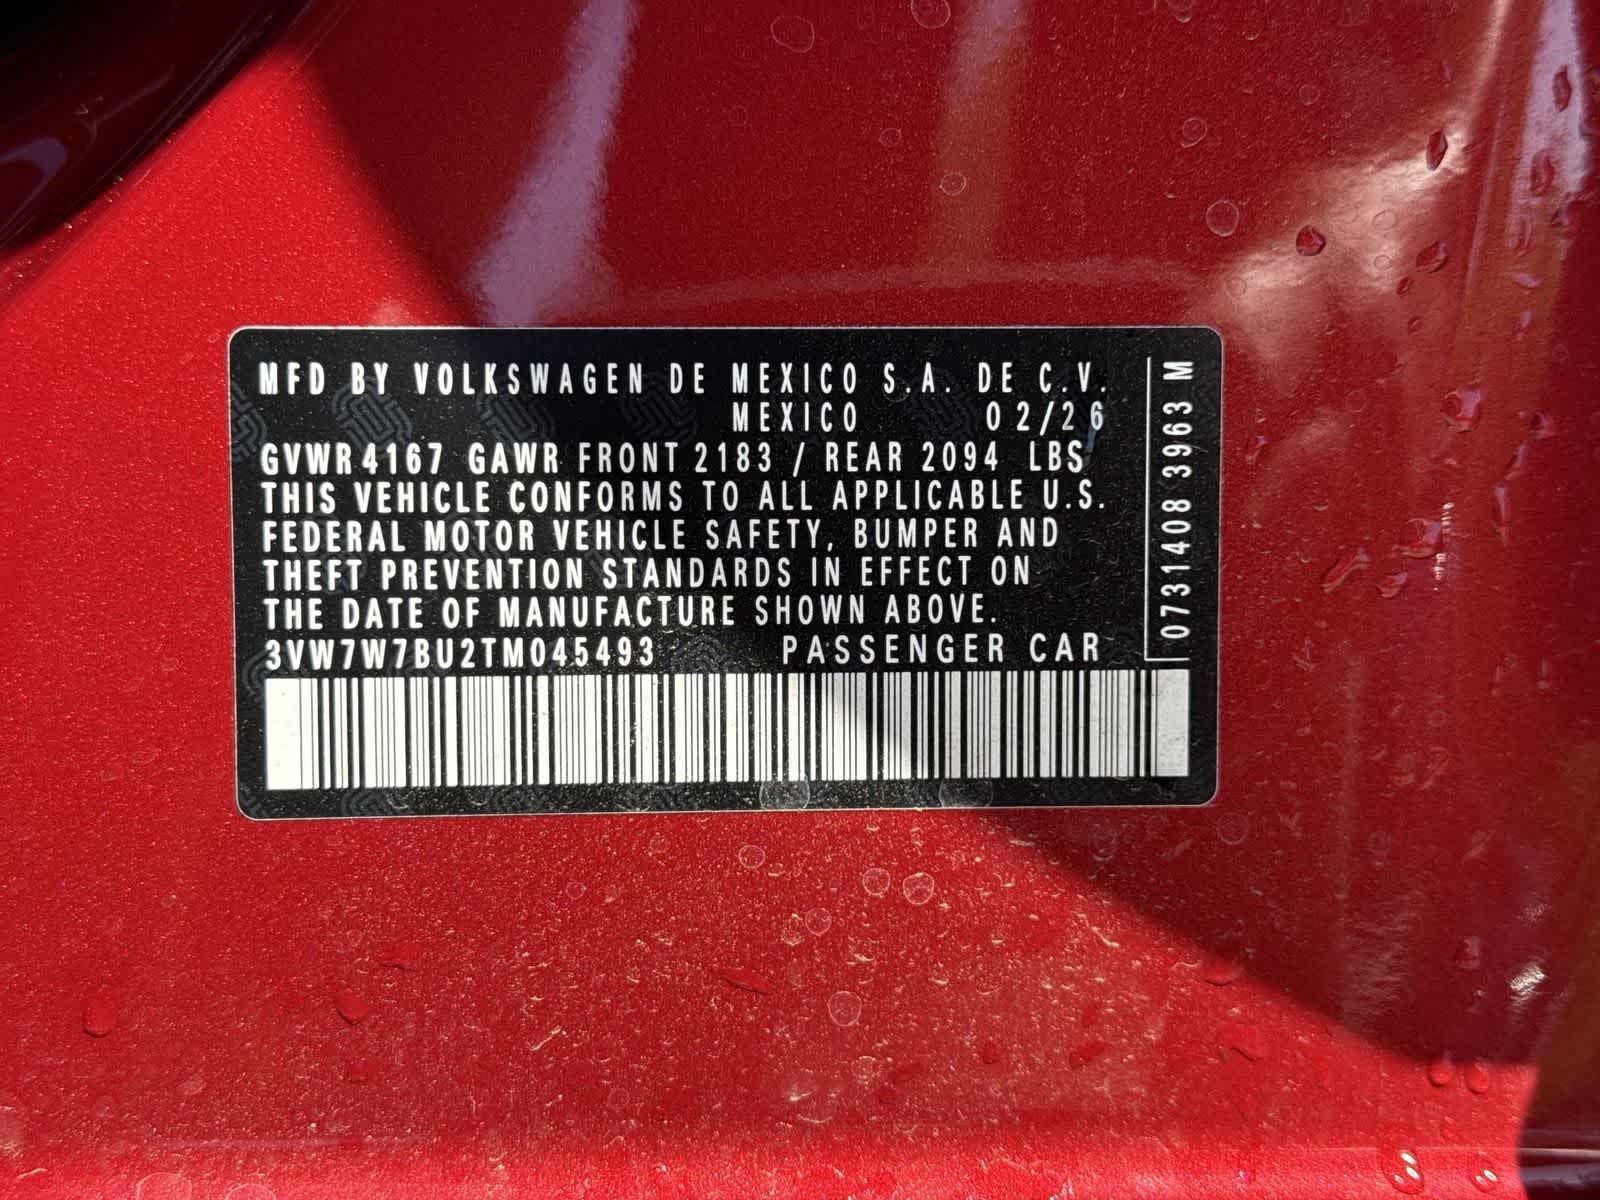 MFD BY VOLKSWAGEN DE MEXICO S.A. DE C.V.
MEXICO 02/26
GVWR 4167 GAWR FRONT 2183 / REAR 2094 LBS
THIS VEHICLE CONFORMS TO ALL APPLICABLE U.S.
FEDERAL MOTOR VEHICLE SAFETY, BUMPER AND
THEFT PREVENTION STANDARDS IN EFFECT ON
THE DATE OF MANUFACTURE SHOWN ABOVE.
3VW7W7BU2TM045493 PASSENGER CAR
0731408 3963 M